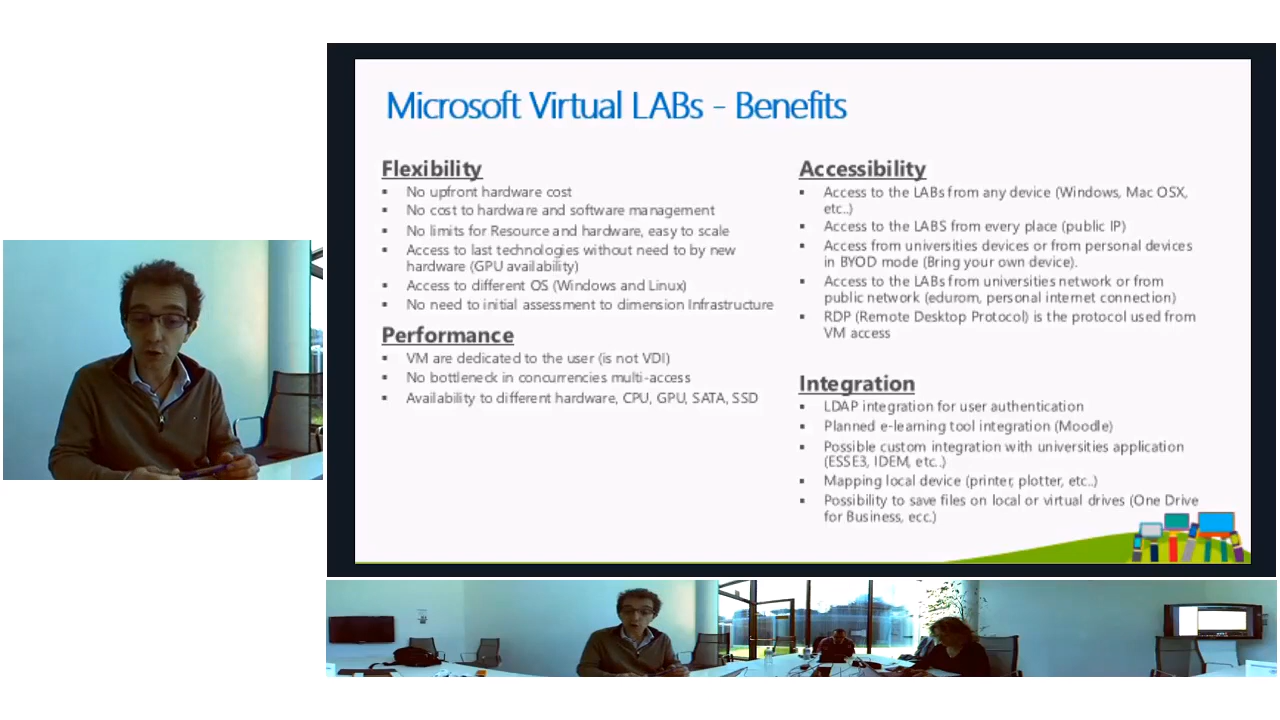 Microsoft Virtual LABs - Benefits
Flexibility
▪ No upfront hardware cost
▪ No cost to hardware and software management
▪ No limits for Resource and hardware, easy to scale
▪ Access to last technologies without need to by new
hardware (GPU availability)
▪ Access to different OS (Windows and Linux)
▪ No need to initial assessment to dimension Infrastructure
Performance
▪ VM are dedicated to the user (is not VDI)
▪ No bottleneck in concurrencies multi-access
▪ Availability to different hardware, CPU, GPU, SATA, SSD
Accessibility
▪ Access to the LABs from any device (Windows, Mac OSX,
etc..)
▪ Access to the LABS from every place (public IP)
▪ Access from universities devices or from personal devices
in BYOD mode (Bring your own device).
▪ Access to the LABs from universities network or from
public network (edurom, personal internet connection)
▪ RDP (Remote Desktop Protocol) is the protocol used from
VM access
Integration
▪ LDAP integration for user authentication
▪ Planned e-learning tool integration (Moodle)
▪ Possible custom integration with universities application
(ESSE3, IDEM, etc..)
▪ Mapping local device (printer, plotter, etc..)
▪ Possibility to save files on local or virtual drives (One Drive
for Business, ecc.)